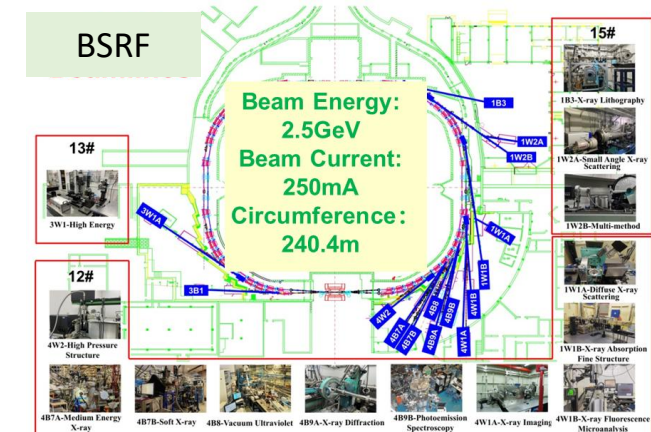 BSRF
Beam Energy:
2.5GeV
Beam Current:
250mA
Circumference:
240.4m
13#
3W1-High Energy
12#
4W2-High Pressure
Structure
15#
1B3-X-ray Lithography
1W2A-Small Angle X-ray
Scattering
1W2B-Multi-method
1W1A-Diffuse X-ray
Scattering
1W1B-X-ray Absorption
Fine Structure
4B7A-Medium Energy
X-ray
4B7B-Soft X-ray
4B8-Vacuum Ultraviolet
4B9A-X-ray Diffraction
4B9B-Photoemission
Spectroscopy
4W1A-X-ray Imaging
4W1B-X-ray Fluorescence
Microanalysis
1B3
1W2A
1W2B
3W1A
3B1
1W1A
1W1B
4W1B
4W1A
4B9B
4B9A
4B8
4B7B
4B7A
4W2